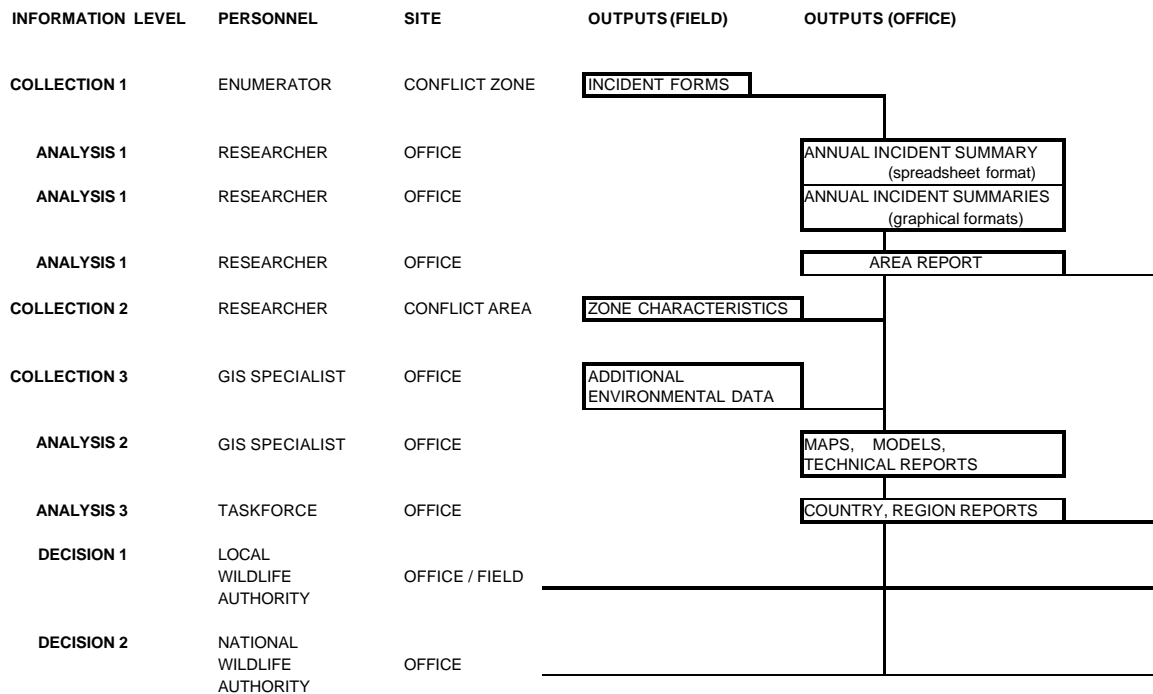 INFORMATION LEVEL PERSONNEL SITE OUTPUTS (FIELD) OUTPUTS (OFFICE)
COLLECTION 1 ENUMERATOR CONFLICT ZONE INCIDENT FORMS
ANALYSIS 1 RESEARCHER OFFICE ANNUAL INCIDENT SUMMARY
(spreadsheet format)
ANALYSIS 1 RESEARCHER OFFICE ANNUAL INCIDENT SUMMARIES
(graphical formats)
ANALYSIS 1 RESEARCHER OFFICE AREA REPORT
COLLECTION 2 RESEARCHER CONFLICT AREA ZONE CHARACTERISTICS
COLLECTION 3 GIS SPECIALIST OFFICE ADDITIONAL
ENVIRONMENTAL DATA
ANALYSIS 2 GIS SPECIALIST OFFICE MAPS, MODELS,
TECHNICAL REPORTS
ANALYSIS 3 TASKFORCE OFFICE COUNTRY, REGION REPORTS
DECISION 1 LOCAL
WILDLIFE OFFICE / FIELD
AUTHORITY
DECISION 2 NATIONAL
WILDLIFE OFFICE
AUTHORITY